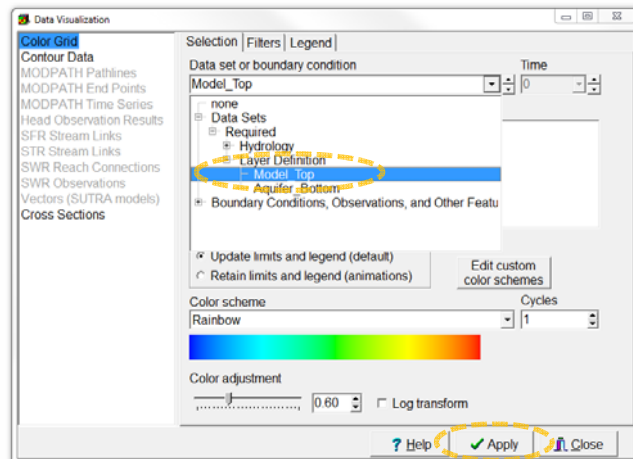 Data Visualization
Color Grid
Contour Data
MODPATH Pathlines
MODPATH End Points
MODPATH Time Series
Head Observation Results
SFR Stream Links
STR Stream Links
SWR Reach Connections
SWR Observations
Vectors (SUTRA models)
Cross Sections
Selection Filters Legend
Data set or boundary condition Time
Model_Top 0
none
Data Sets
Required
Hydrology
Layer Definition
Model_Top
Aquifer_Bottom
Boundary Conditions, Observations, and Other Featu
Update limits and legend (default)
Retain limits and legend (animations)
Edit custom
color schemes
Color scheme Cycles
Rainbow 1
Color adjustment
0.60 Log transform
? Help Apply Close